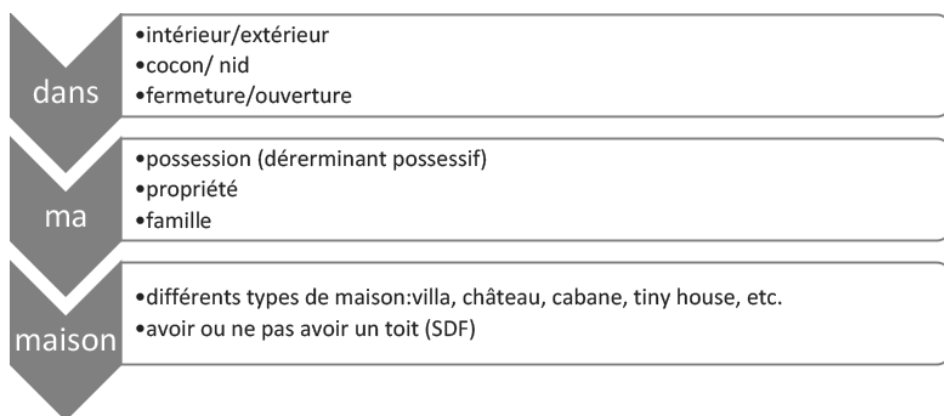 dans
•intérieur/extérieur
•cocon/ nid
•fermeture/ouverture
ma
•possession (dérerminant possessif)
•propriété
•famille
maison
•différents types de maison:villa, château, cabane, tiny house, etc.
•avoir ou ne pas avoir un toit (SDF)